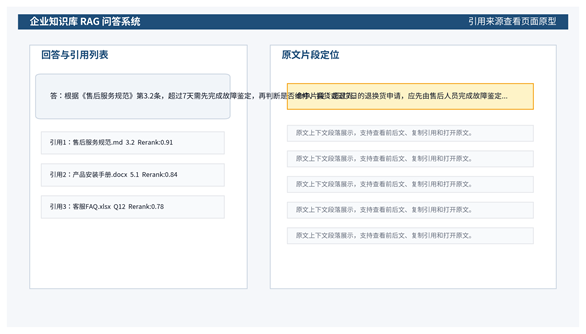 企业知识库 RAG 问答系统
引用来源查看页面原型
回答与引用列表
答：根据《售后服务规范》第3.2条，超过7天需先完成故障鉴定，再判断是否维修
引用1：售后服务规范.md 3.2 Rerank:0.91
引用2：产品安装手册.docx 5.1 Rerank:0.84
引用3：客服FAQ.xlsx Q12 Rerank:0.78
原文片段定位
的退换货申请，应先由售后人员完成故障鉴定...
原文上下文段落展示，支持查看前后文、复制引用和打开原文。
原文上下文段落展示，支持查看前后文、复制引用和打开原文。
原文上下文段落展示，支持查看前后文、复制引用和打开原文。
原文上下文段落展示，支持查看前后文、复制引用和打开原文。
原文上下文段落展示，支持查看前后文、复制引用和打开原文。